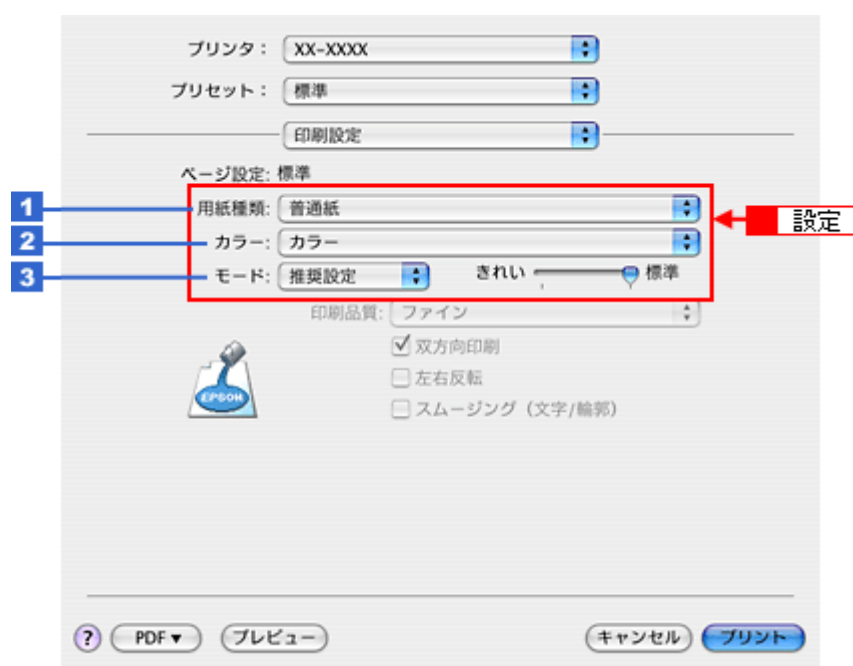 プリンタ： XX-XXXX
プリセット： 標準
印刷設定
ページ設定: 標準
1 用紙種類: 普通紙
設定
2 カラー: カラー
3 モード: 推奨設定 きれい 標準
印刷品質: ファイン
双方向印刷
左右反転
スムージング（文字/輪郭）
EPSON
? PDF▼ プレビュー キャンセル プリント